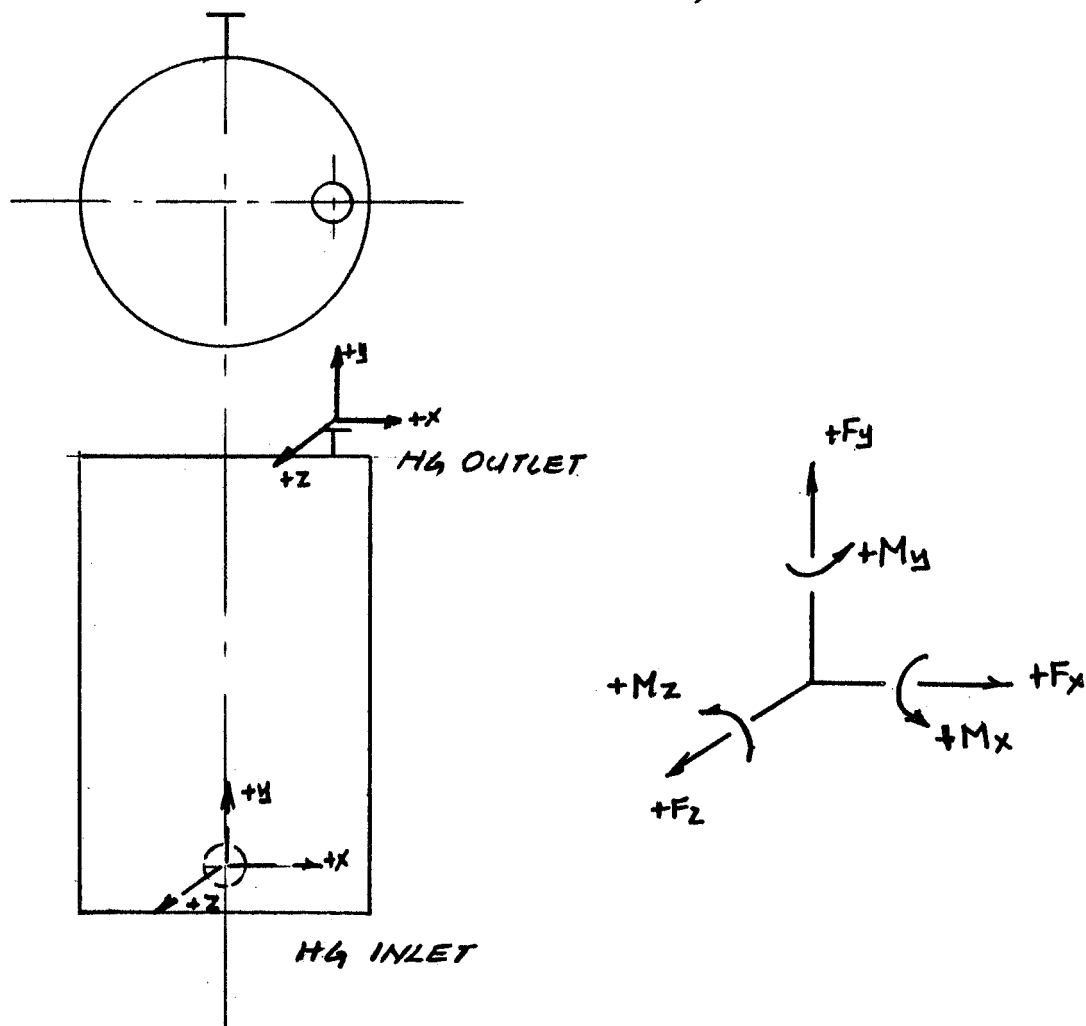 +y
+x
+z
HG OUTLET
+Fy
+My
+Mz
+Fx
+Mx
+Fz
+y
+x
+z
HG INLET